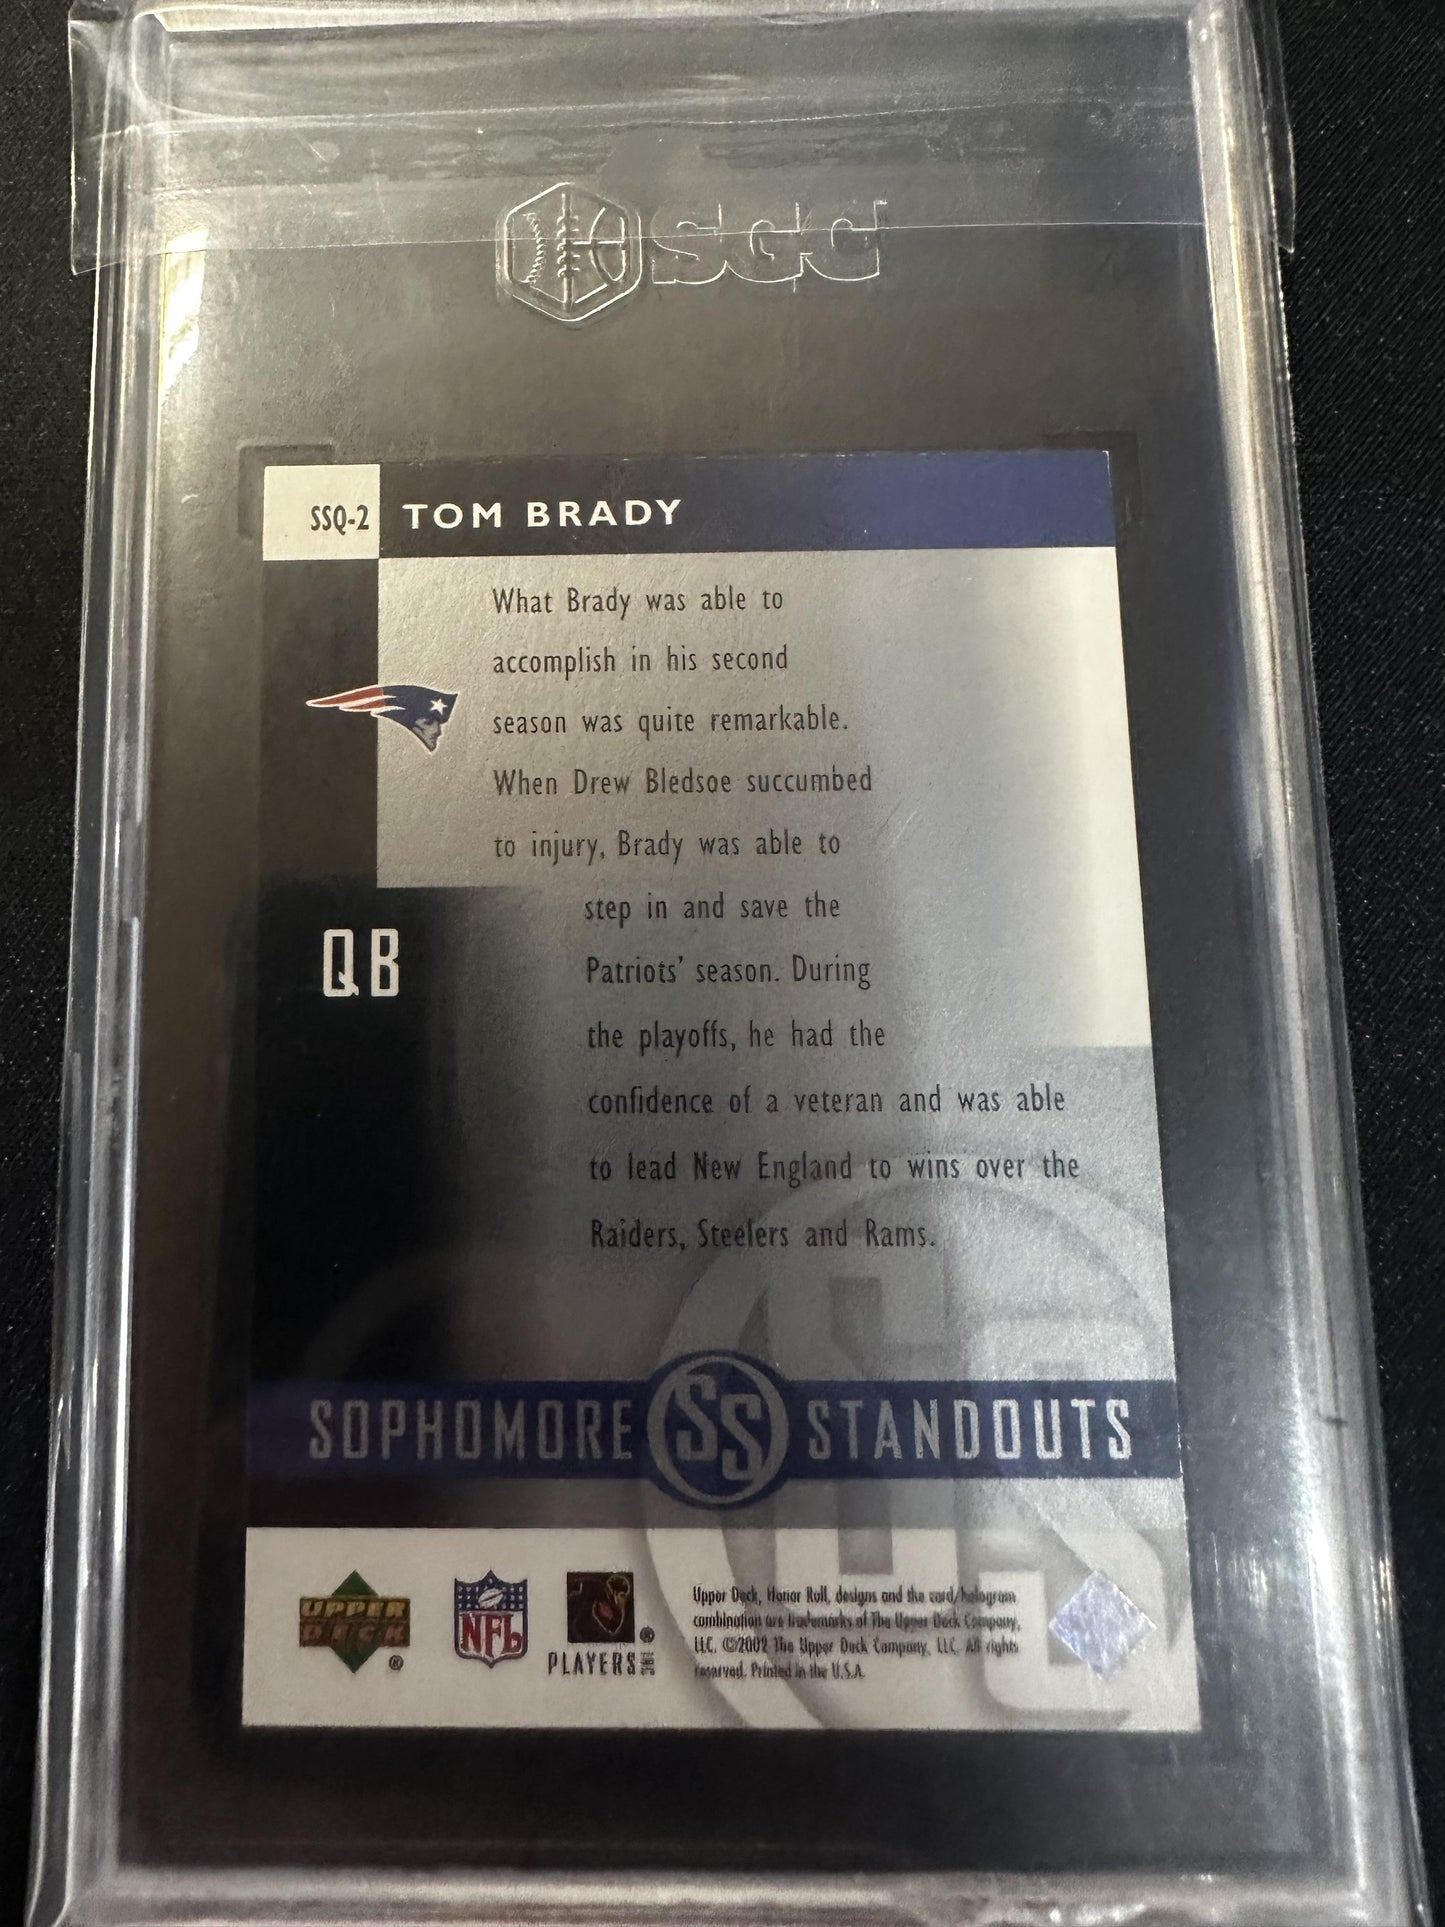 SGC
SSQ-2 TOM BRADY
What Brady was able to
accomplish in his second
season was quite remarkable.
When Drew Bledsoe succumbed
to injury, Brady was able to
step in and save the
Patriots' season. During
the playoffs, he had the
confidence of a veteran and was able
to lead New England to wins over the
Raiders, Steelers and Rams.
QB
SOPHOMORE SS STANDOUTS
UPPER
DECK ®
NFL
PLAYERS INC ®
Upper Deck, Honor Roll, designs and the card/hologram
combination are trademarks of The Upper Deck Company,
LLC. ©2002 The Upper Deck Company, LLC. All rights
reserved. Printed in the U.S.A.